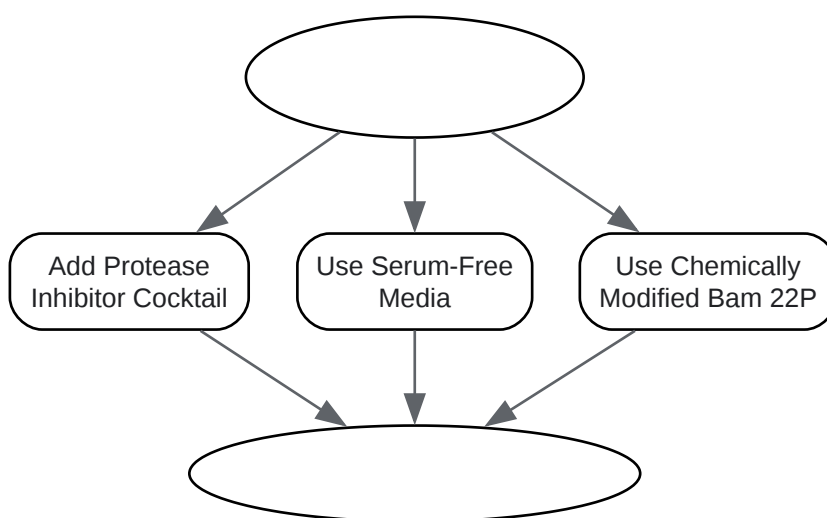 Add Protease
Inhibitor Cocktail
Use Serum-Free
Media
Use Chemically
Modified Bam 22P